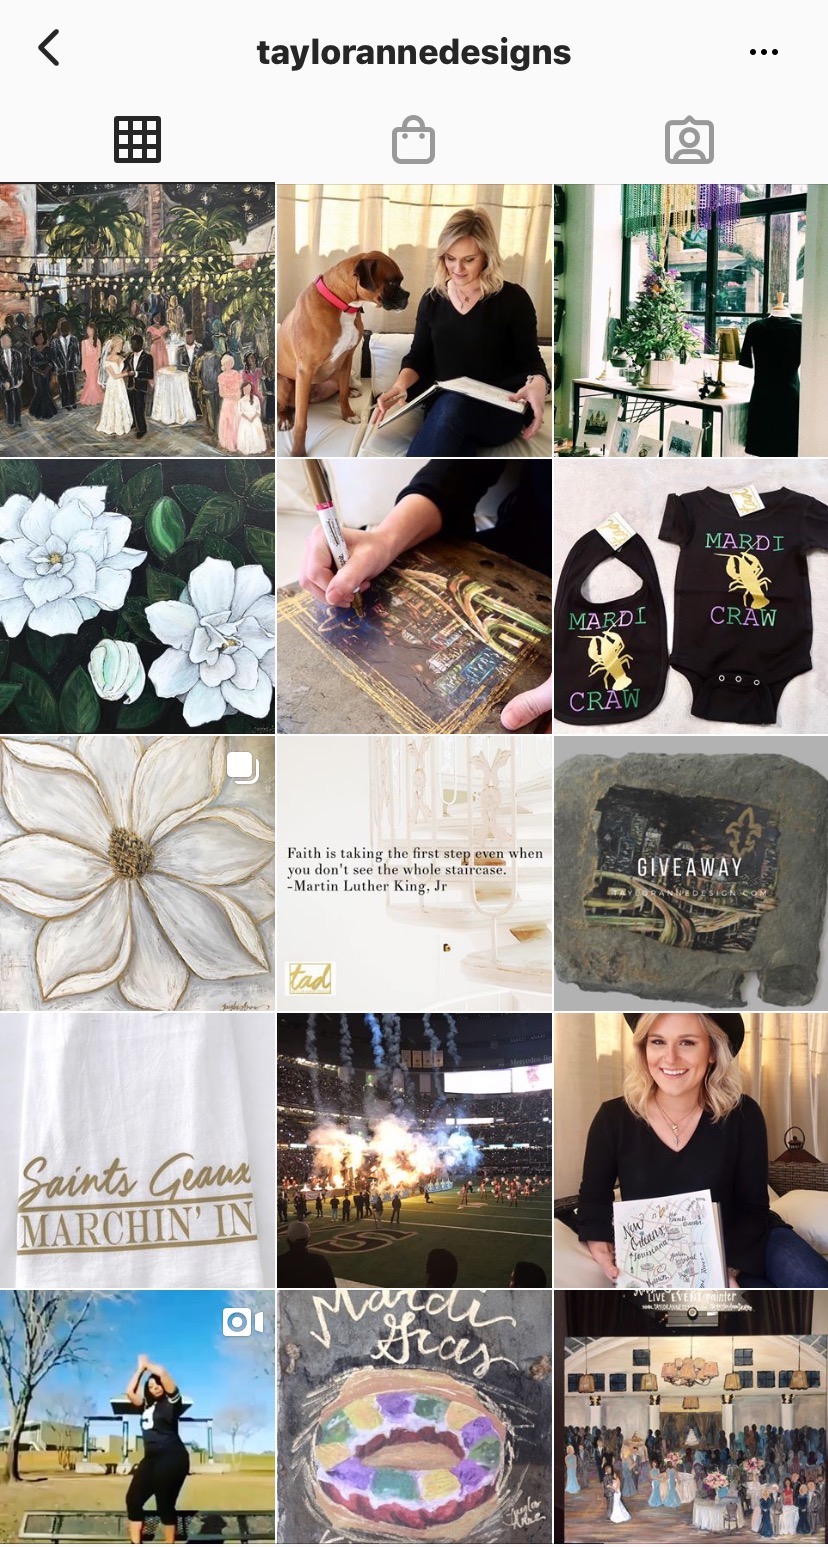 taylorannedesigns
MARDI
CRAW
MARDI
CRAW
Faith is taking the first step even when
you don't see the whole staircase.
-Martin Luther King, Jr
tad
GIVEAWAY
TAYLORANNEDESIGN.COM
Saints Geaux
MARCHIN' IN
New
Orleans
Louisiana
Mardi
Gras
Taylor
Anne
LIVE EVENT painter